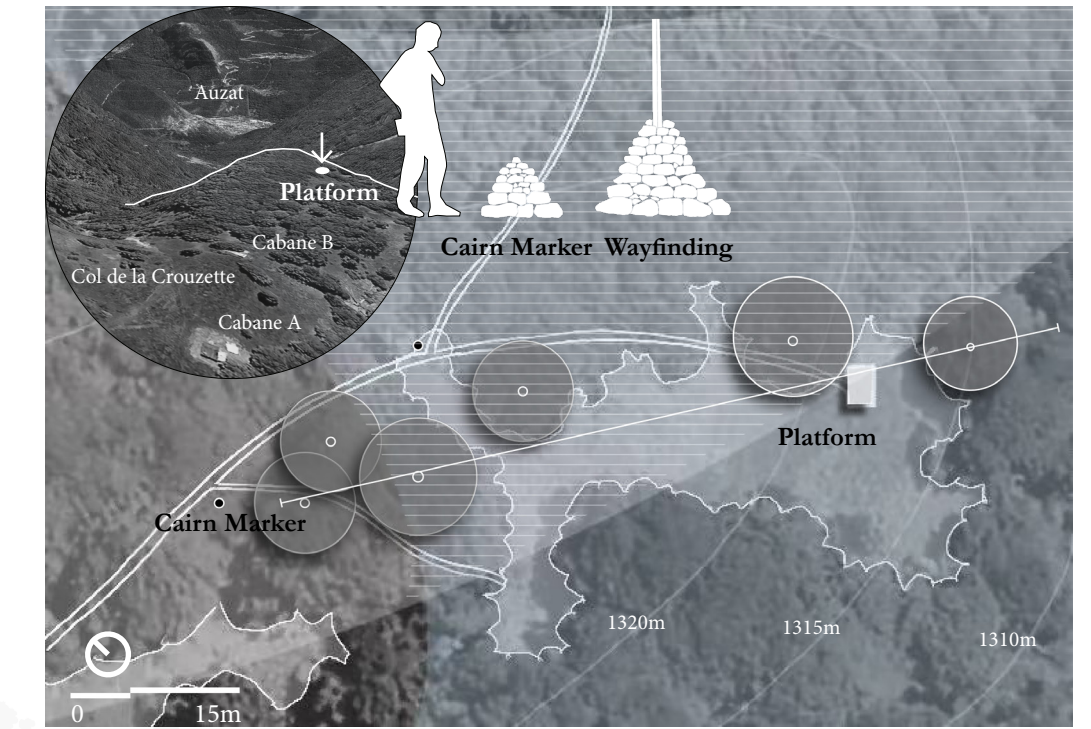 Auzat
Platform
Cabane B
Col de la Crouzette
Cabane A
Cairn Marker Wayfinding
Platform
Cairn Marker
1320m
1315m
1310m
0 15m